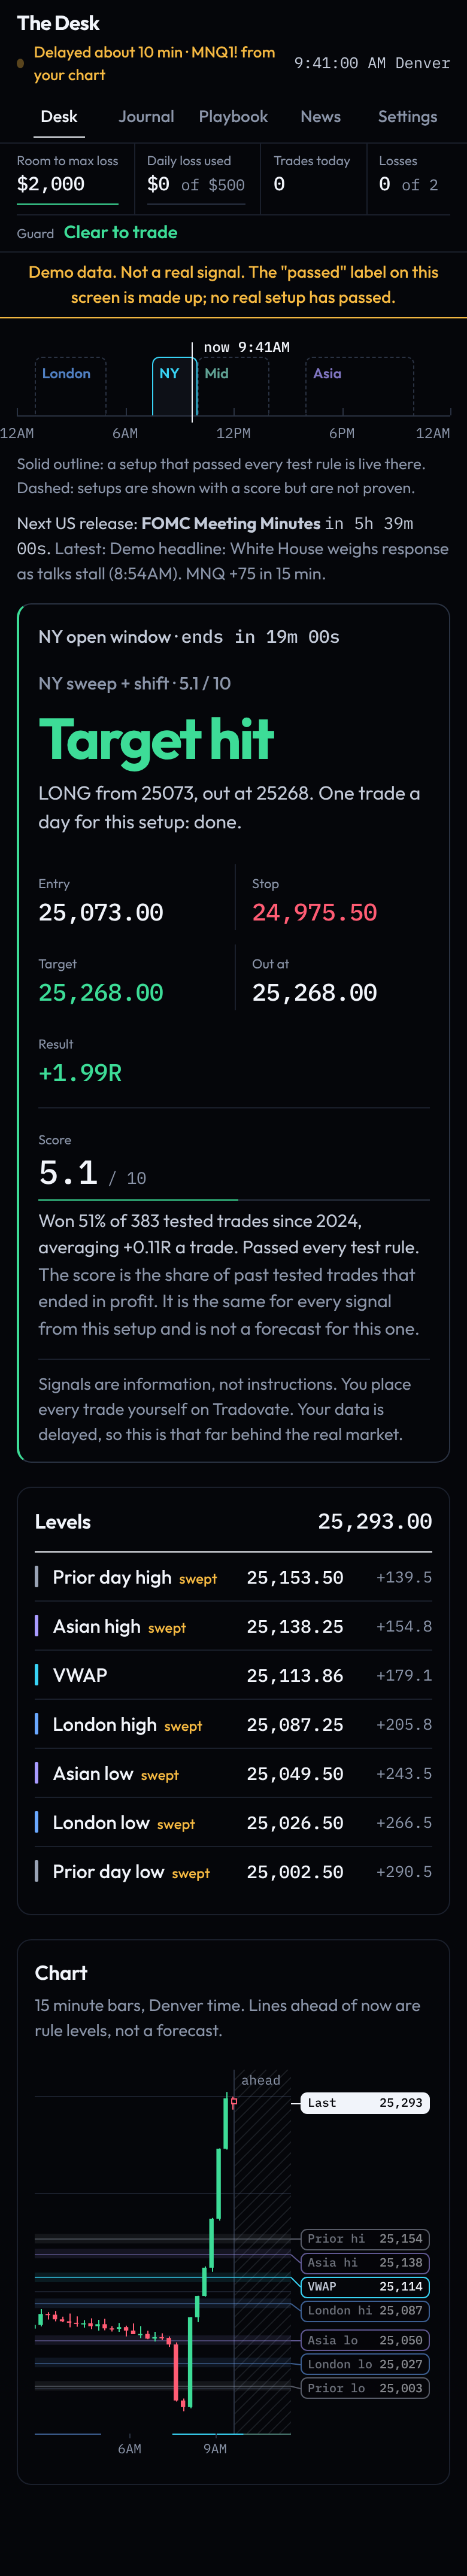 The Desk
Delayed about 10 min · MNQ1! from
your chart
9:41:00 AM Denver
Desk Journal Playbook News Settings
Room to max loss Daily loss used Trades today Losses
$2,000 $0 of $500 0 0 of 2
Guard Clear to trade
Demo data. Not a real signal. The "passed" label on this
screen is made up; no real setup has passed.
now 9:41AM
London NY Mid Asia
12AM 6AM 12PM 6PM 12AM
Solid outline: a setup that passed every test rule is live there.
Dashed: setups are shown with a score but are not proven.
Next US release: FOMC Meeting Minutes in 5h 39m
00s. Latest: Demo headline: White House weighs response
as talks stall (8:54AM). MNQ +75 in 15 min.
NY open window · ends in 19m 00s
NY sweep + shift · 5.1 / 10
Target hit
LONG from 25073, out at 25268. One trade a
day for this setup: done.
Entry Stop
25,073.00 24,975.50
Target Out at
25,268.00 25,268.00
Result
+1.99R
Score
5.1 / 10
Won 51% of 383 tested trades since 2024,
averaging +0.11R a trade. Passed every test rule.
The score is the share of past tested trades that
ended in profit. It is the same for every signal
from this setup and is not a forecast for this one.
Signals are information, not instructions. You place
every trade yourself on Tradovate. Your data is
delayed, so this is that far behind the real market.
Levels 25,293.00
Prior day high swept 25,153.50 +139.5
Asian high swept 25,138.25 +154.8
VWAP 25,113.86 +179.1
London high swept 25,087.25 +205.8
Asian low swept 25,049.50 +243.5
London low swept 25,026.50 +266.5
Prior day low swept 25,002.50 +290.5
Chart
15 minute bars, Denver time. Lines ahead of now are
rule levels, not a forecast.
ahead
Last 25,293
Prior hi 25,154
Asia hi 25,138
VWAP 25,114
London hi 25,087
Asia lo 25,050
London lo 25,027
Prior lo 25,003
6AM 9AM